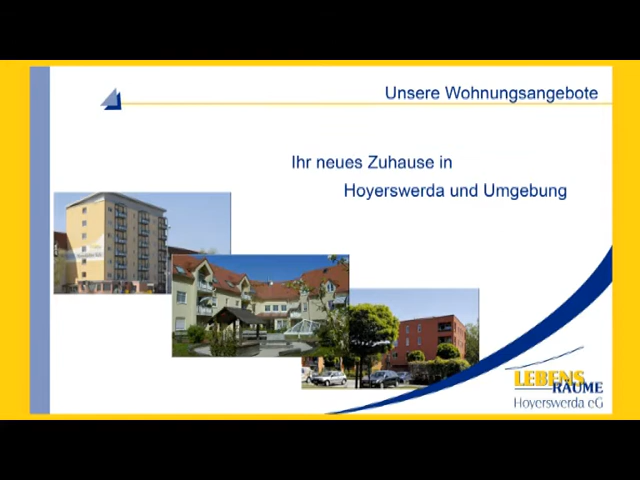 Unsere Wohnungsangebote
Ihr neues Zuhause in
Hoyerswerda und Umgebung
LEBENS
RÄUME
Hoyerswerda eG